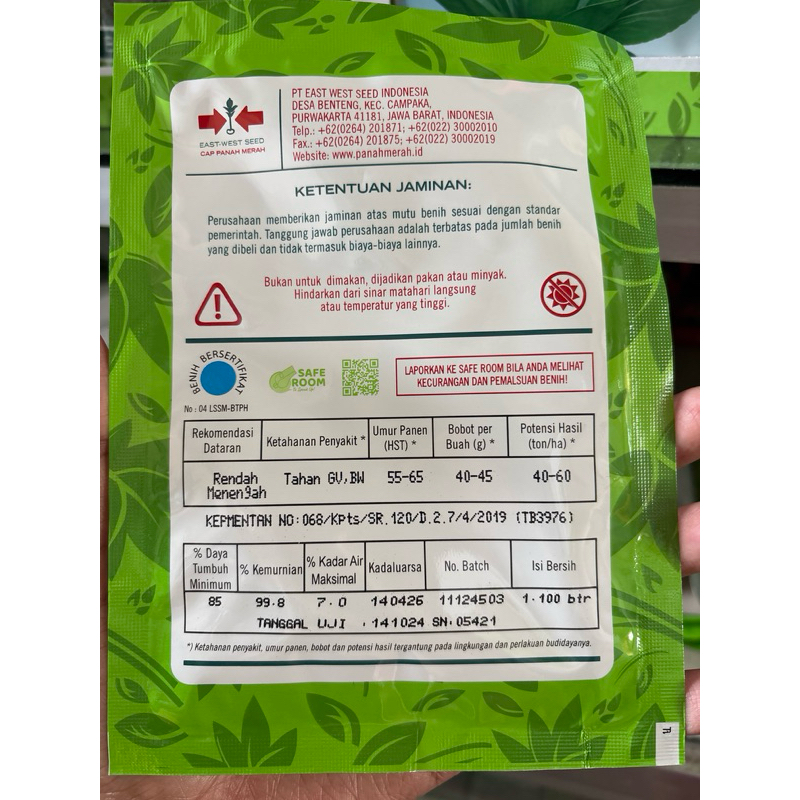 EAST-WEST SEED
CAP PANAH MERAH
PT EAST WEST SEED INDONESIA
DESA BENTENG, KEC. CAMPAKA,
PURWAKARTA 41181, JAWA BARAT, INDONESIA
Telp.: +62(0264) 201871; +62(022) 30002010
Fax.: +62(0264) 201875; +62(022) 30002019
Website: www.panahmerah.id
KETENTUAN JAMINAN:
Perusahaan memberikan jaminan atas mutu benih sesuai dengan standar
pemerintah. Tanggung jawab perusahaan adalah terbatas pada jumlah benih
yang dibeli dan tidak termasuk biaya-biaya lainnya.
Bukan untuk dimakan, dijadikan pakan atau minyak.
Hindarkan dari sinar matahari langsung
atau temperatur yang tinggi.
BENIH BERSERTIFIKAT
No : 04 LSSM-BTPH
SAFE
ROOM
LAPORKAN KE SAFE ROOM BILA ANDA MELIHAT
KECURANGAN DAN PEMALSUAN BENIH!
Rekomendasi Dataran Ketahanan Penyakit * Umur Panen (HST) * Bobot per Buah (g) * Potensi Hasil (ton/ha) *
Rendah Tahan GV,BW 55-65 40-45 40-60
Menengah
KEPMENTAN NO:068/Kpts/SR.120/D.2.7/4/2019 (TB3976)
% Daya Tumbuh Minimum % Kemurnian % Kadar Air Maksimal Kadaluarsa No. Batch Isi Bersih
85 99.8 7.0 140426 11124503 1.100 btr
TANGGAL UJI .141024 SN.05421
*) Ketahanan penyakit, umur panen, bobot dan potensi hasil tergantung pada lingkungan dan perlakuan budidayanya.